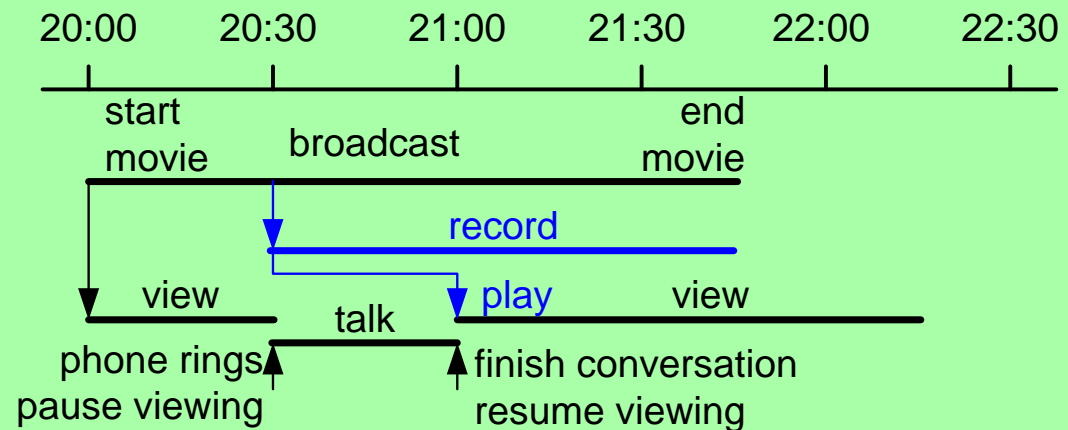 20:00 20:30 21:00 21:30 22:00 22:30
start
movie
broadcast
end
movie
record
view
talk
play
view
phone rings
pause viewing
finish conversation
resume viewing